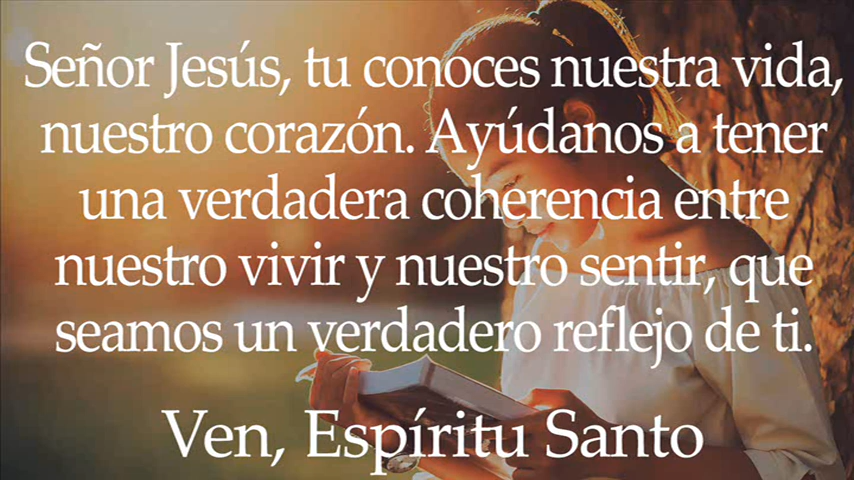 Señor Jesús, tu conoces nuestra vida,
nuestro corazón. Ayúdanos a tener
una verdadera coherencia entre
nuestro vivir y nuestro sentir, que
seamos un verdadero reflejo de ti.
Ven, Espíritu Santo